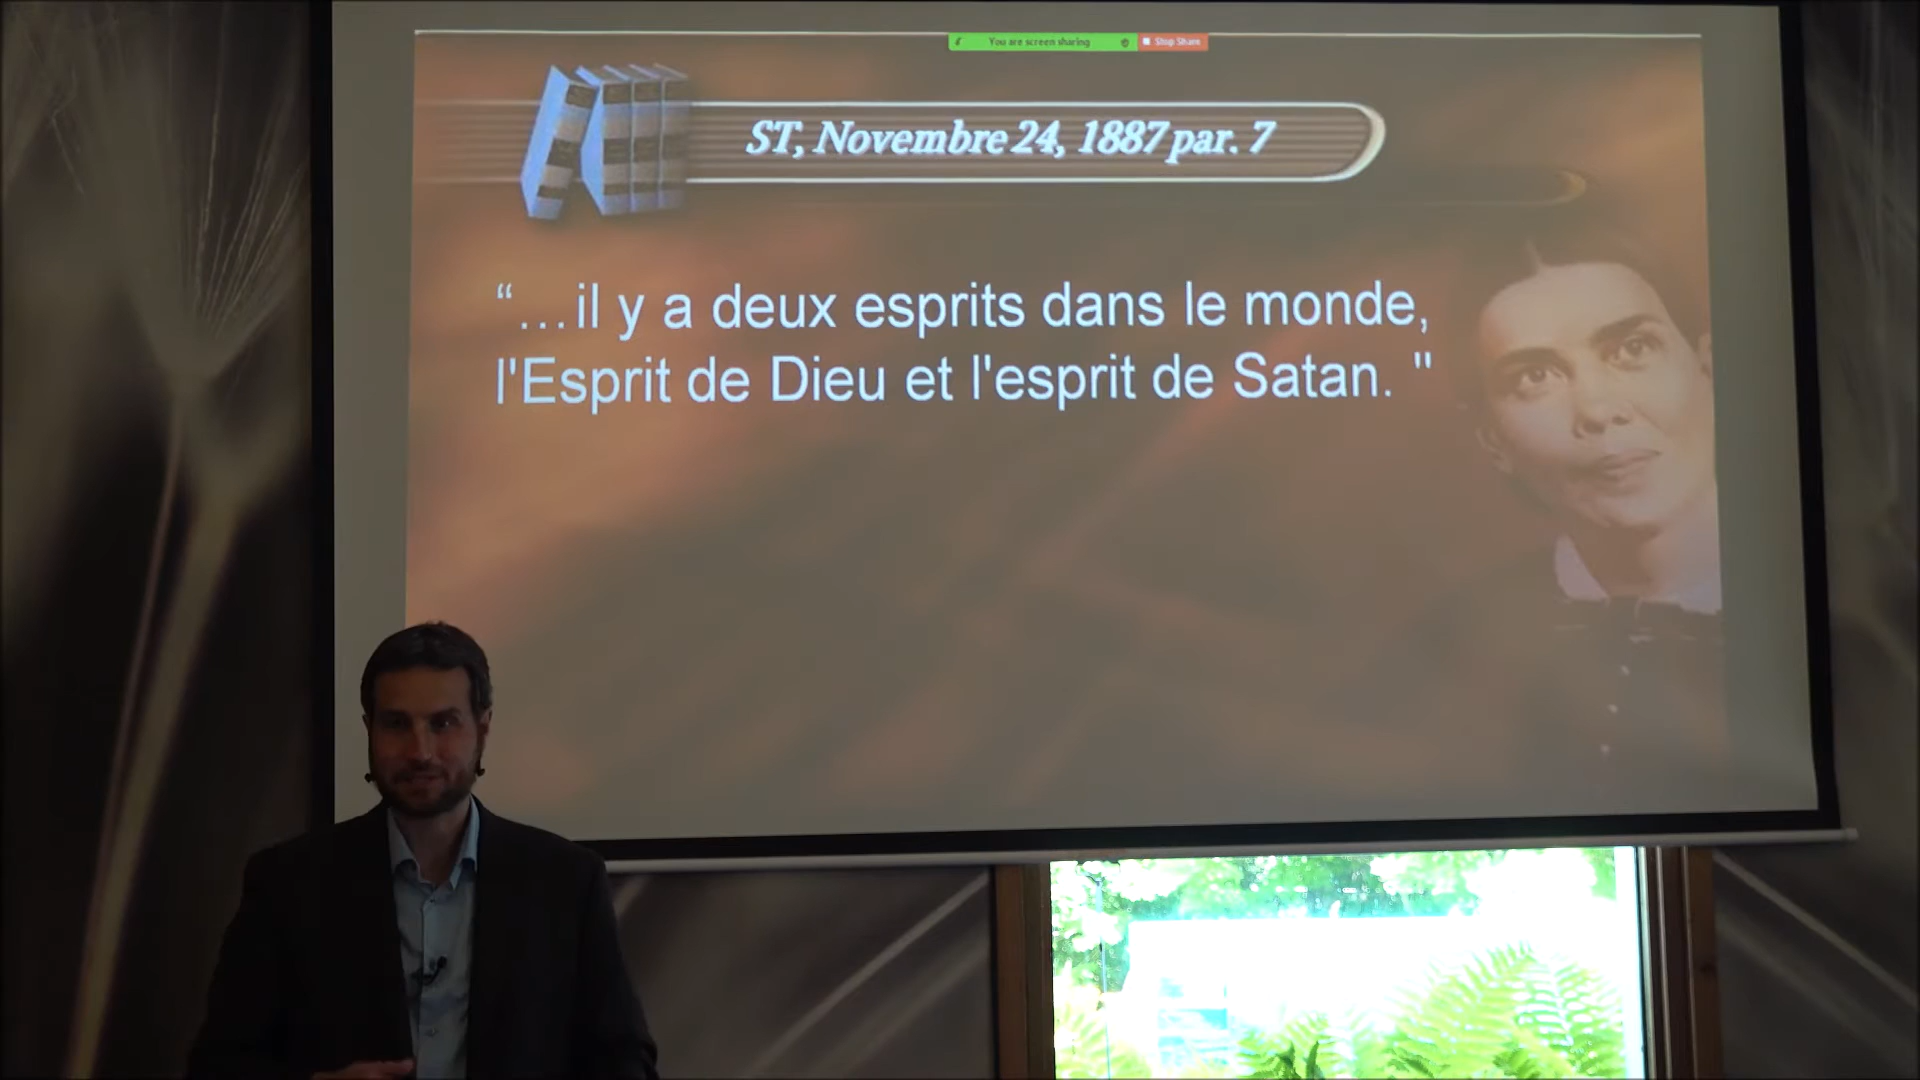 You are screen sharing
Stop Share
ST, Novembre 24, 1887 par. 7
“…il y a deux esprits dans le monde,
l'Esprit de Dieu et l'esprit de Satan. "